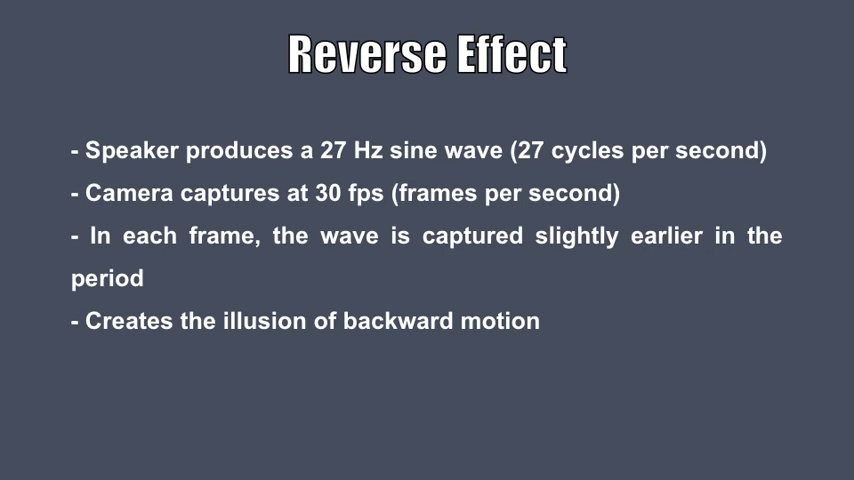 Reverse Effect
- Speaker produces a 27 Hz sine wave (27 cycles per second)
- Camera captures at 30 fps (frames per second)
- In each frame, the wave is captured slightly earlier in the
period
- Creates the illusion of backward motion